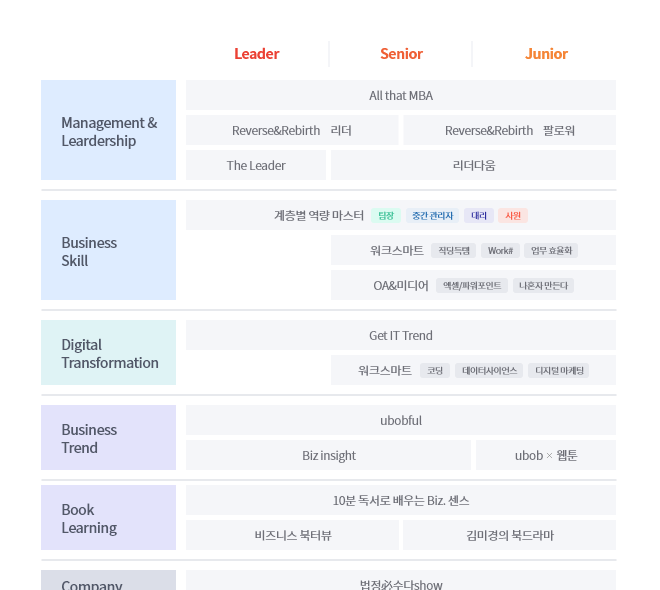 Leader Senior Junior
Management &
Leardership
All that MBA
Reverse&Rebirth 리더 Reverse&Rebirth 팔로워
The Leader 리더다움
Business
Skill
계층별 역량 마스터 팀장 중간 관리자 대리 사원
워크스마트 직딩득템 Work# 업무 효율화
OA&미디어 엑셀/파워포인트 나혼자 만든다
Digital
Transformation
Get IT Trend
워크스마트 코딩 데이터사이언스 디지털 마케팅
Business
Trend
ubobful
Biz insight ubob × 웹툰
Book
Learning
10분 독서로 배우는 Biz. 센스
비즈니스 북터뷰 김미경의 북드라마
Company
법정必수다show